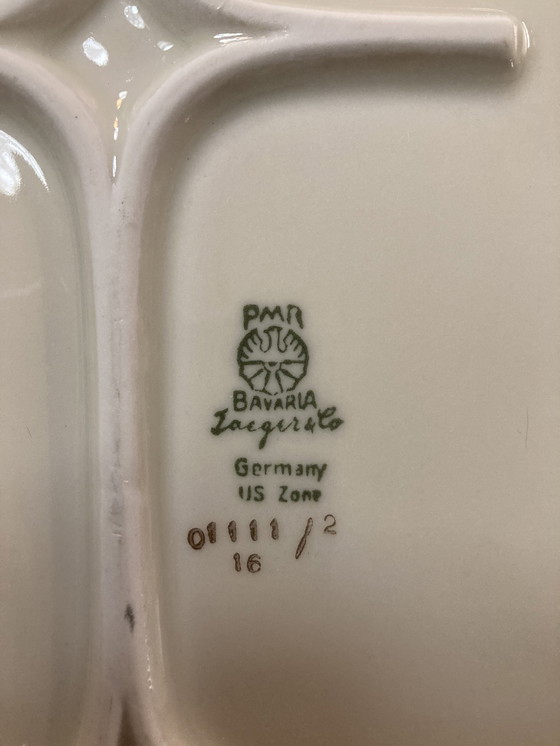 PMR
BAVARIA
Jaeger & Co
Germany
US Zone
01111/2
16